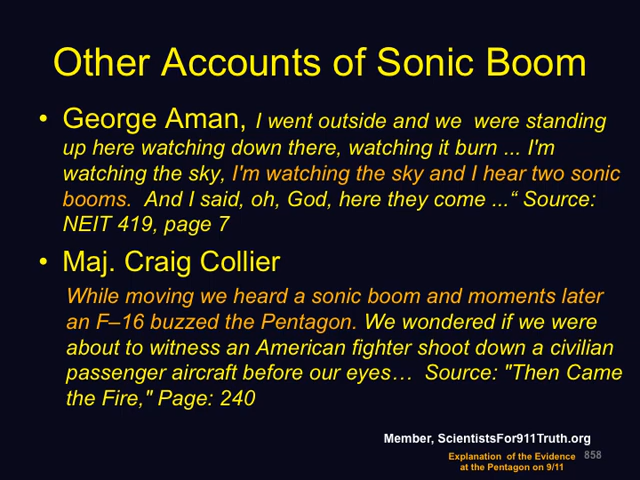 Other Accounts of Sonic Boom
• George Aman, I went outside and we were standing
up here watching down there, watching it burn ... I'm
watching the sky, I'm watching the sky and I hear two sonic
booms. And I said, oh, God, here they come ...“ Source:
NEIT 419, page 7
• Maj. Craig Collier
While moving we heard a sonic boom and moments later
an F–16 buzzed the Pentagon. We wondered if we were
about to witness an American fighter shoot down a civilian
passenger aircraft before our eyes… Source: "Then Came
the Fire," Page: 240
Member, ScientistsFor911Truth.org
Explanation of the Evidence 858
at the Pentagon on 9/11